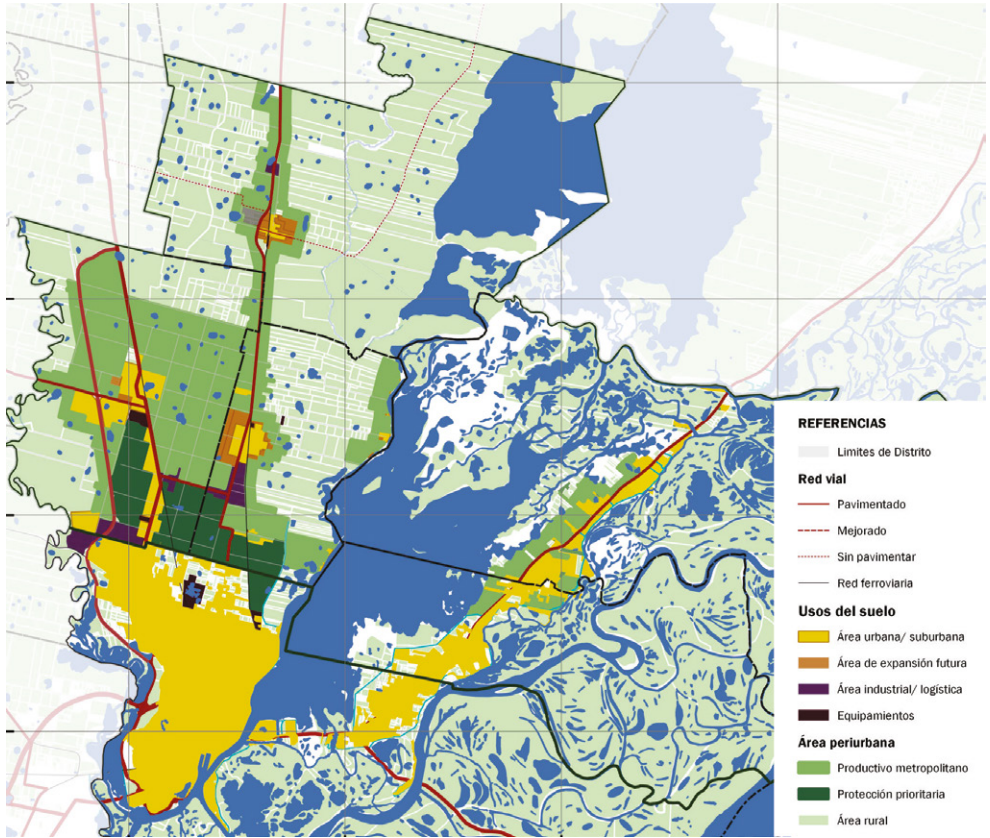 REFERENCIAS
Limites de Distrito
Red vial
Pavimentado
Mejorado
Sin pavimentar
Red ferroviaria
Usos del suelo
Área urbana/ suburbana
Área de expansión futura
Área industrial/ logística
Equipamientos
Área periurbana
Productivo metropolitano
Protección prioritaria
Área rural